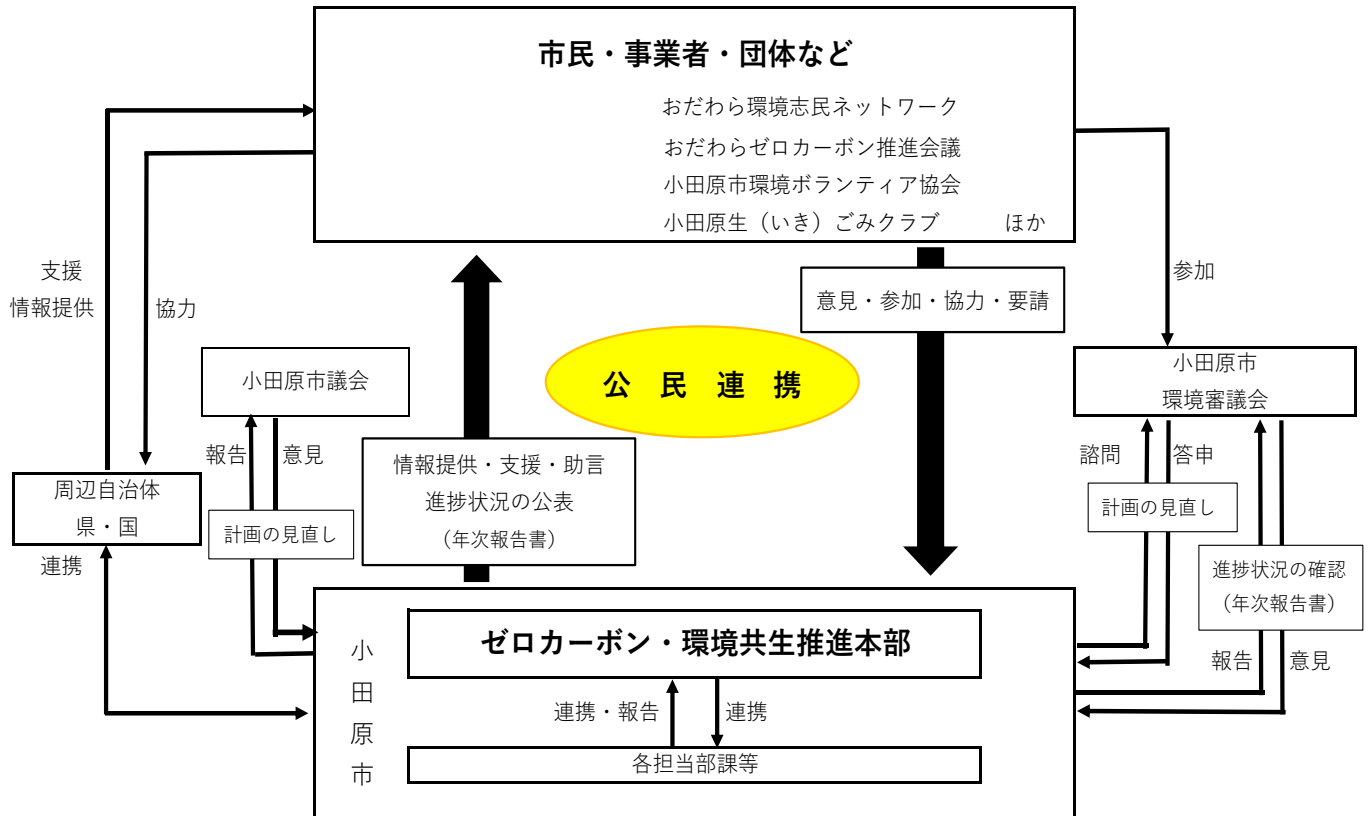 市民・事業者・団体など
おだわら環境志民ネットワーク
おだわらゼロカーボン推進会議
小田原市環境ボランティア協会
小田原生（いき）ごみクラブ　　　ほか
支援
情報提供
協力
意見・参加・協力・要請
参加
公 民 連 携
小田原市議会
小田原市
環境審議会
報告
意見
計画の見直し
情報提供・支援・助言
進捗状況の公表
（年次報告書）
諮問
答申
計画の見直し
周辺自治体
県・国
連携
進捗状況の確認
（年次報告書）
報告
意見
小田原市
ゼロカーボン・環境共生推進本部
連携・報告
連携
各担当部課等